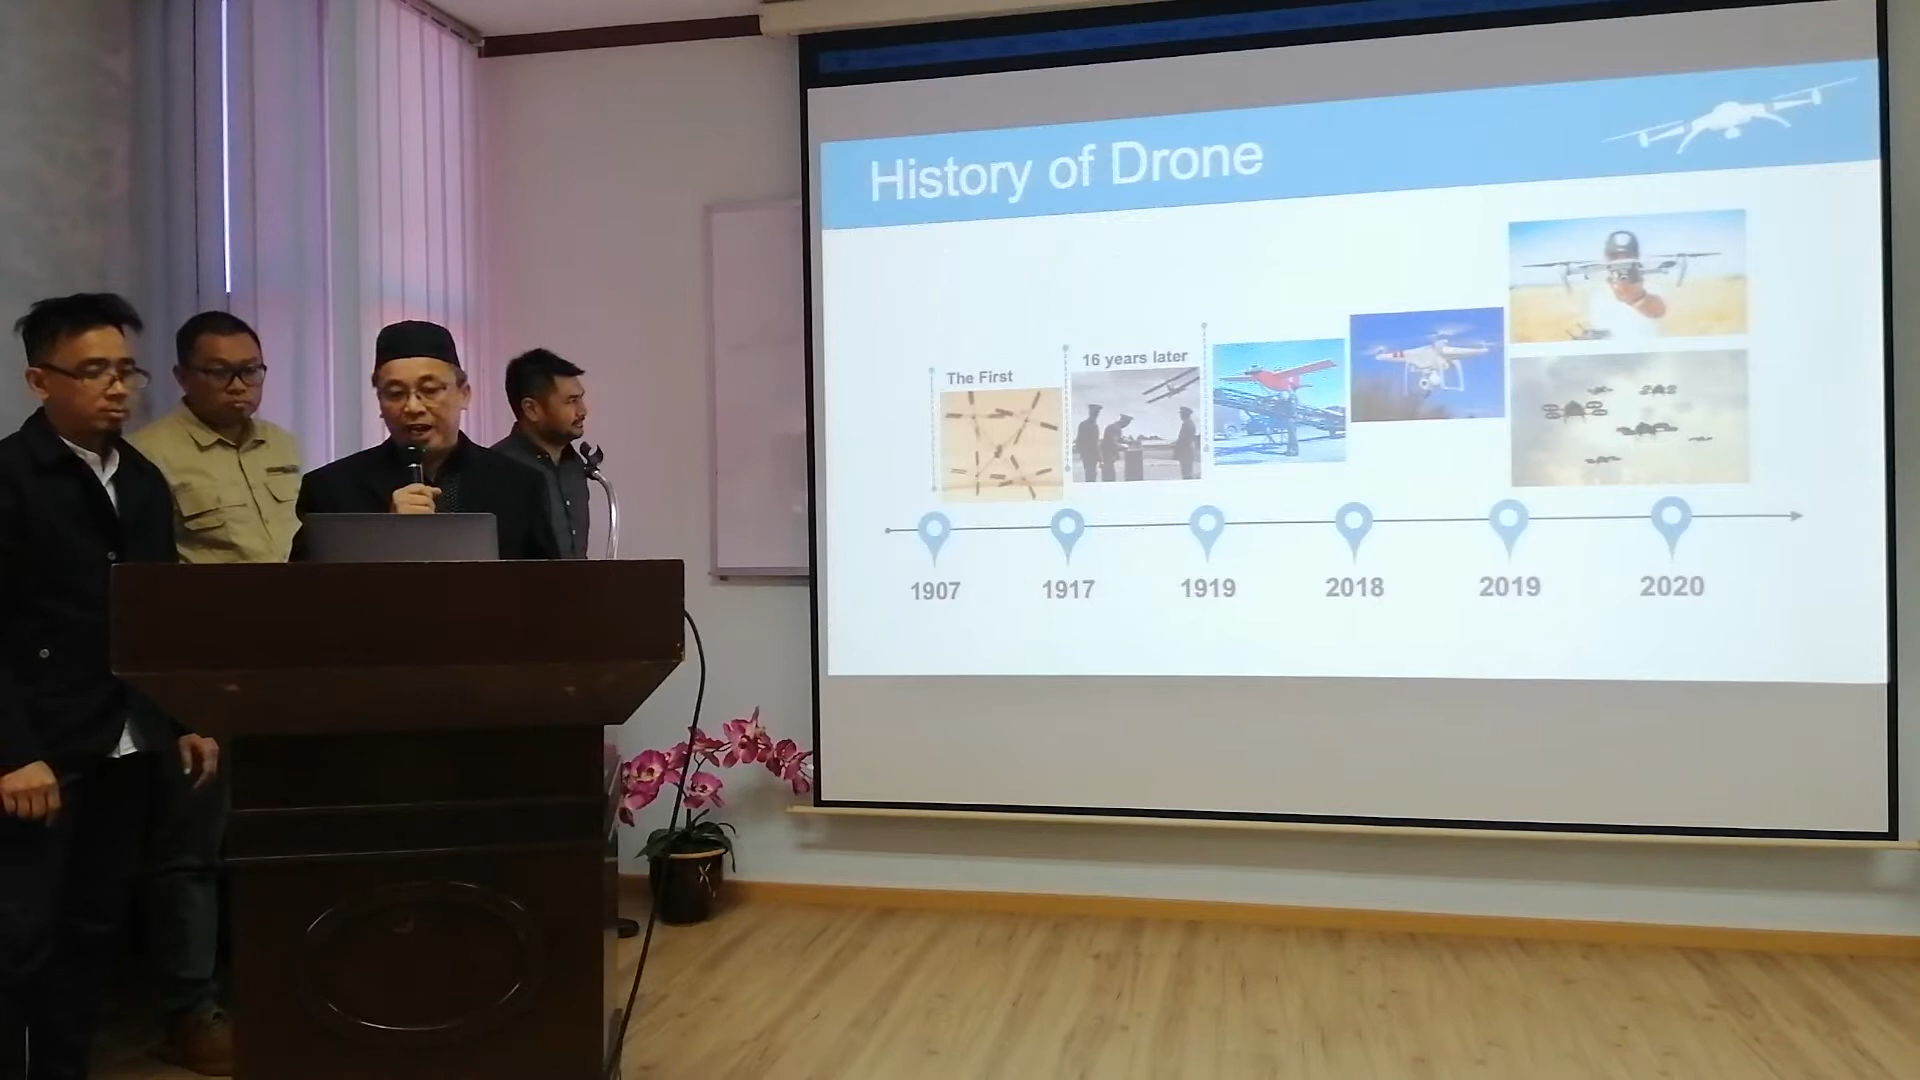 History of Drone
The First
16 years later
1907
1917
1919
2018
2019
2020